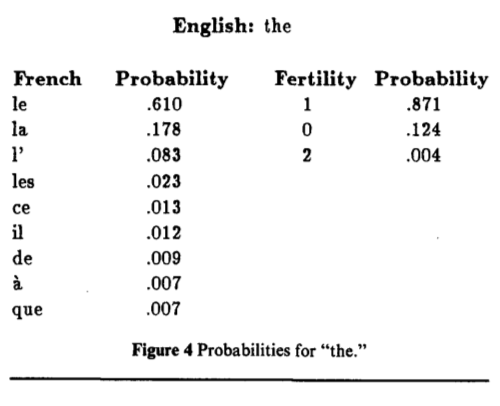 English: the
French Probability Fertility Probability
le .610 1 .871
la .178 0 .124
l’ .083 2 .004
les .023
ce .013
il .012
de .009
à .007
que .007
Figure 4 Probabilities for “the.”